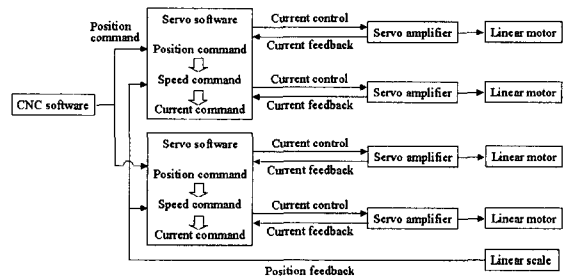 Position
command
CNC software
Servo software
Position command
Speed command
Current command
Current control
Current feedback
Servo amplifier
Linear motor
Current control
Current feedback
Servo amplifier
Linear motor
Servo software
Position command
Speed command
Current command
Current control
Current feedback
Servo amplifier
Linear motor
Current control
Current feedback
Servo amplifier
Linear motor
Linear scale
Position feedback